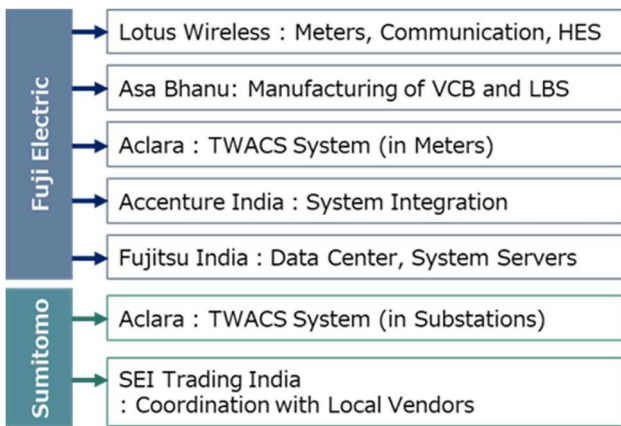 Fuji Electric
Lotus Wireless : Meters, Communication, HES
Asa Bhanu: Manufacturing of VCB and LBS
Aclara : TWACS System (in Meters)
Accenture India : System Integration
Fujitsu India : Data Center, System Servers
Sumitomo
Aclara : TWACS System (in Substations)
SEI Trading India
: Coordination with Local Vendors